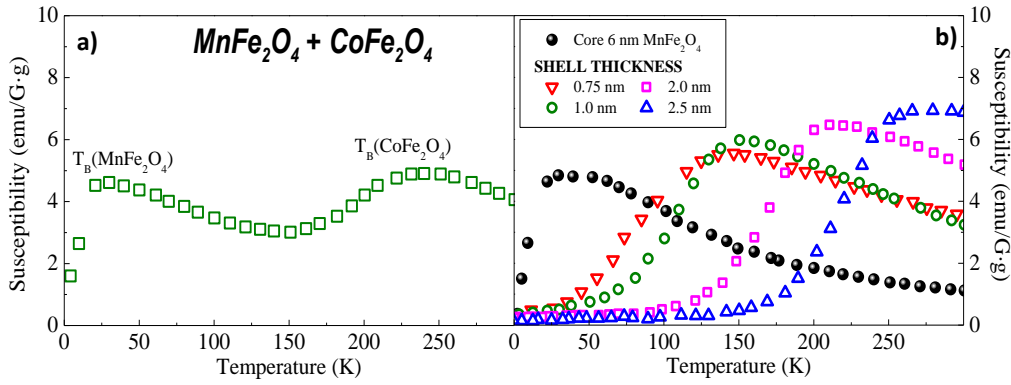 a)
MnFe₂O₄ + CoFe₂O₄
T_B(MnFe₂O₄)
T_B(CoFe₂O₄)
Susceptibility (emu/G·g)
10
8
6
4
2
0
0 50 100 150 200 250
Temperature (K)
b)
Core 6 nm MnFe₂O₄
SHELL THICKNESS
0.75 nm 2.0 nm
1.0 nm 2.5 nm
0 50 100 150 200 250
Temperature (K)
10
8
6
4
2
0
Susceptibility (emu/G·g)